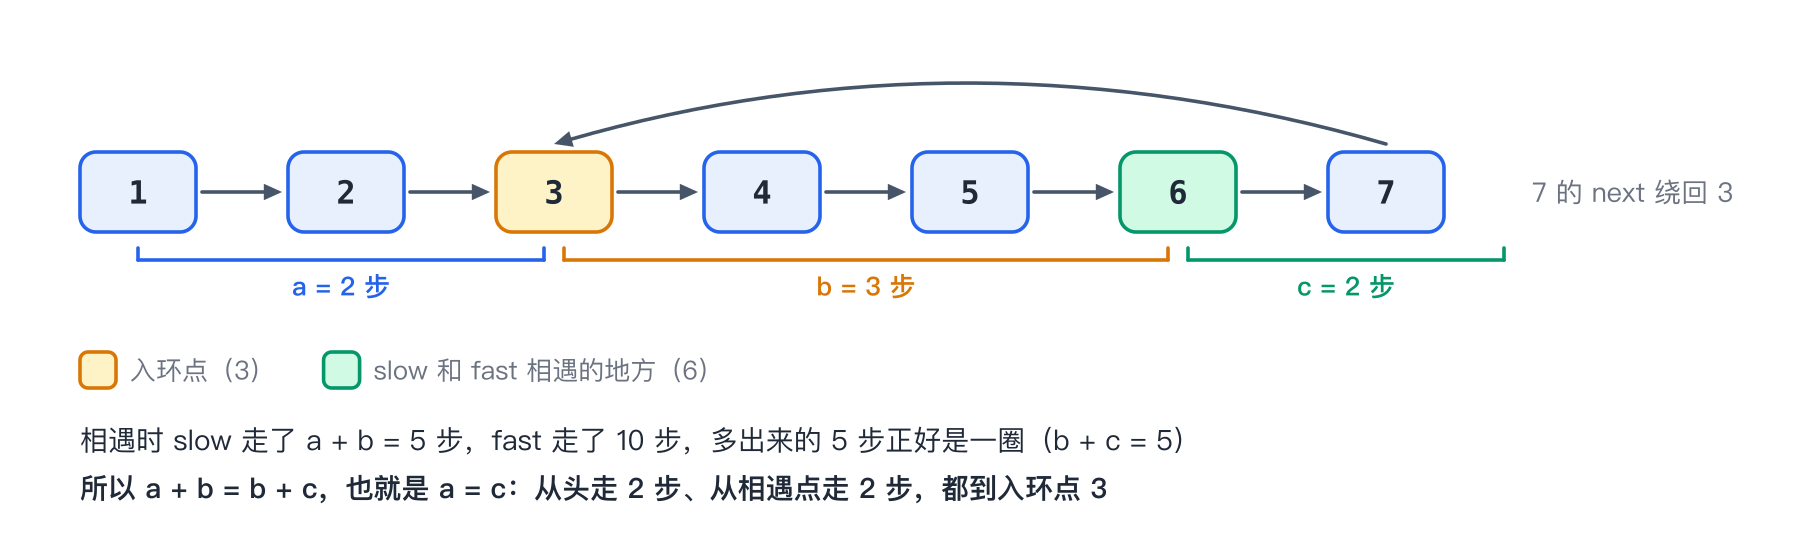 1 2 3 4 5 6 7 7 的 next 绕回 3
a = 2 步 b = 3 步 c = 2 步
入环点（3） slow 和 fast 相遇的地方（6）
相遇时 slow 走了 a + b = 5 步，fast 走了 10 步，多出来的 5 步正好是一圈（b + c = 5）
所以 a + b = b + c，也就是 a = c：从头走 2 步、从相遇点走 2 步，都到入环点 3